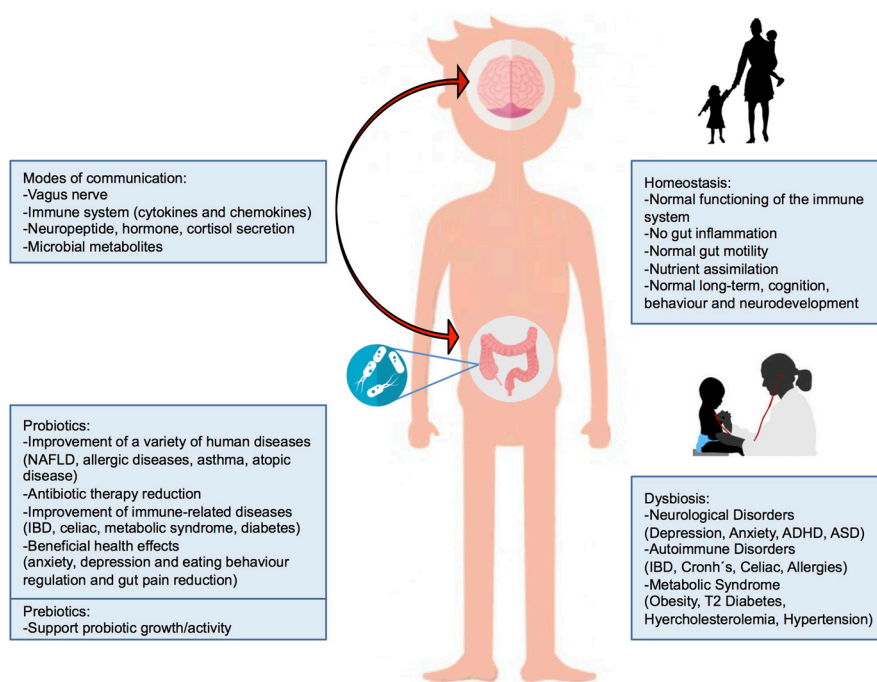 Modes of communication:
-Vagus nerve
-Immune system (cytokines and chemokines)
-Neuropeptide, hormone, cortisol secretion
-Microbial metabolites
Homeostasis:
-Normal functioning of the immune
system
-No gut inflammation
-Normal gut motility
-Nutrient assimilation
-Normal long-term, cognition,
behaviour and neurodevelopment
Probiotics:
-Improvement of a variety of human diseases
(NAFLD, allergic diseases, asthma, atopic
disease)
-Antibiotic therapy reduction
-Improvement of immune-related diseases
(IBD, celiac, metabolic syndrome, diabetes)
-Beneficial health effects
(anxiety, depression and eating behaviour
regulation and gut pain reduction)
Prebiotics:
-Support probiotic growth/activity
Dysbiosis:
-Neurological Disorders
(Depression, Anxiety, ADHD, ASD)
-Autoimmune Disorders
(IBD, Cronh´s, Celiac, Allergies)
-Metabolic Syndrome
(Obesity, T2 Diabetes,
Hyercholesterolemia, Hypertension)